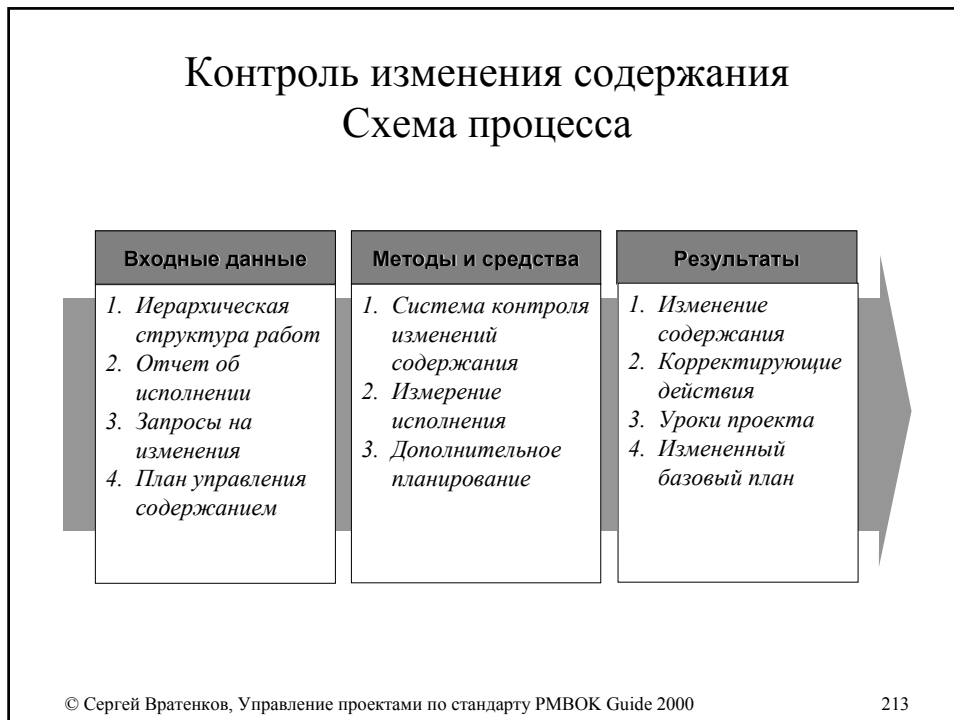 Контроль изменения содержания
Схема процесса
Входные данные
1. Иерархическая
структура работ
2. Отчет об
исполнении
3. Запросы на
изменения
4. План управления
содержанием
Методы и средства
1. Система контроля
изменений
содержания
2. Измерение
исполнения
3. Дополнительное
планирование
Результаты
1. Изменение
содержания
2. Корректирующие
действия
3. Уроки проекта
4. Измененный
базовый план
© Сергей Вратенков, Управление проектами по стандарту PMBOK Guide 2000
213